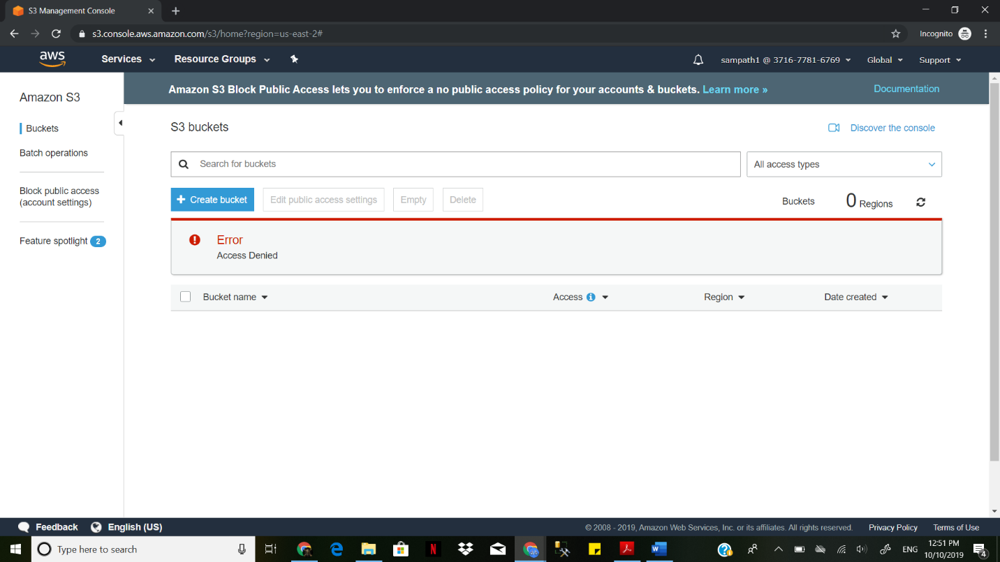 S3 Management Console
s3.console.aws.amazon.com/s3/home?region=us-east-2#
Incognito
aws
Services
Resource Groups
sampath1 @ 3716-7781-6769
Global
Support
Amazon S3
Buckets
Batch operations
Block public access
(account settings)
Feature spotlight 2
Amazon S3 Block Public Access lets you to enforce a no public access policy for your accounts & buckets. Learn more »
Documentation
S3 buckets
Discover the console
Search for buckets
All access types
Create bucket
Edit public access settings
Empty
Delete
Buckets
0 Regions
Error
Access Denied
Bucket name
Access
Region
Date created
Feedback
English (US)
© 2008 - 2019, Amazon Web Services, Inc. or its affiliates. All rights reserved.
Privacy Policy
Terms of Use
Type here to search
ENG
12:51 PM
10/10/2019
4